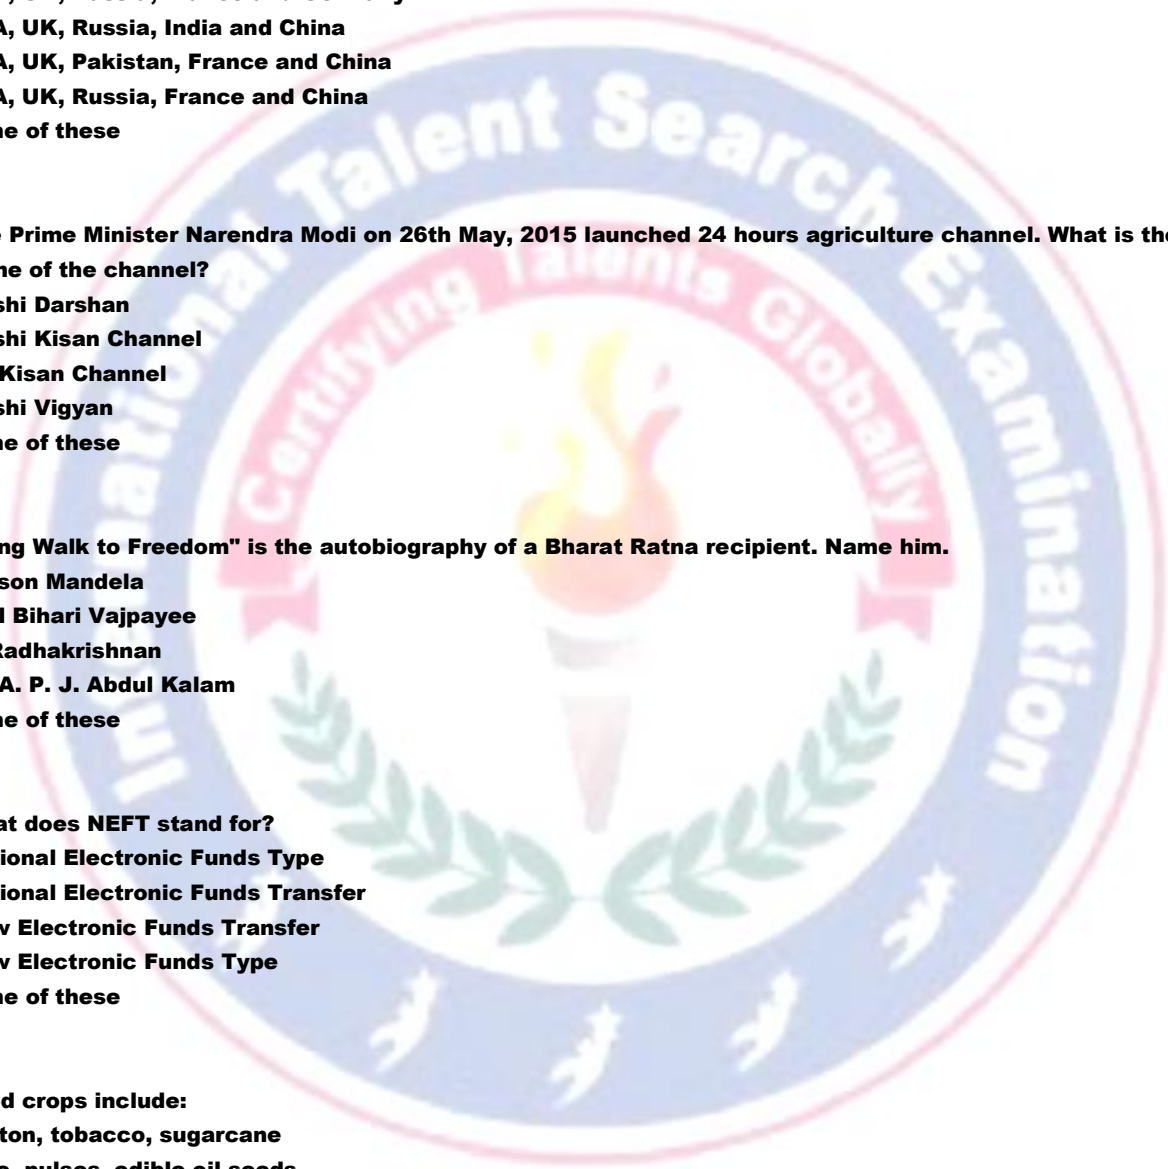 A, UK, Russia, India and China
A, UK, Pakistan, France and China
A, UK, Russia, France and China
ne of these
e Prime Minister Narendra Modi on 26th May, 2015 launched 24 hours agriculture channel. What is the
ne of the channel?
shi Darshan
shi Kisan Channel
Kisan Channel
shi Vigyan
ne of these
ng Walk to Freedom" is the autobiography of a Bharat Ratna recipient. Name him.
son Mandela
l Bihari Vajpayee
Radhakrishnan
A. P. J. Abdul Kalam
ne of these
at does NEFT stand for?
ional Electronic Funds Type
ional Electronic Funds Transfer
w Electronic Funds Transfer
w Electronic Funds Type
ne of these
d crops include:
ton, tobacco, sugarcane
pulses, edible oil seeds
International Talent Search Examination
Certifying Talents Globally